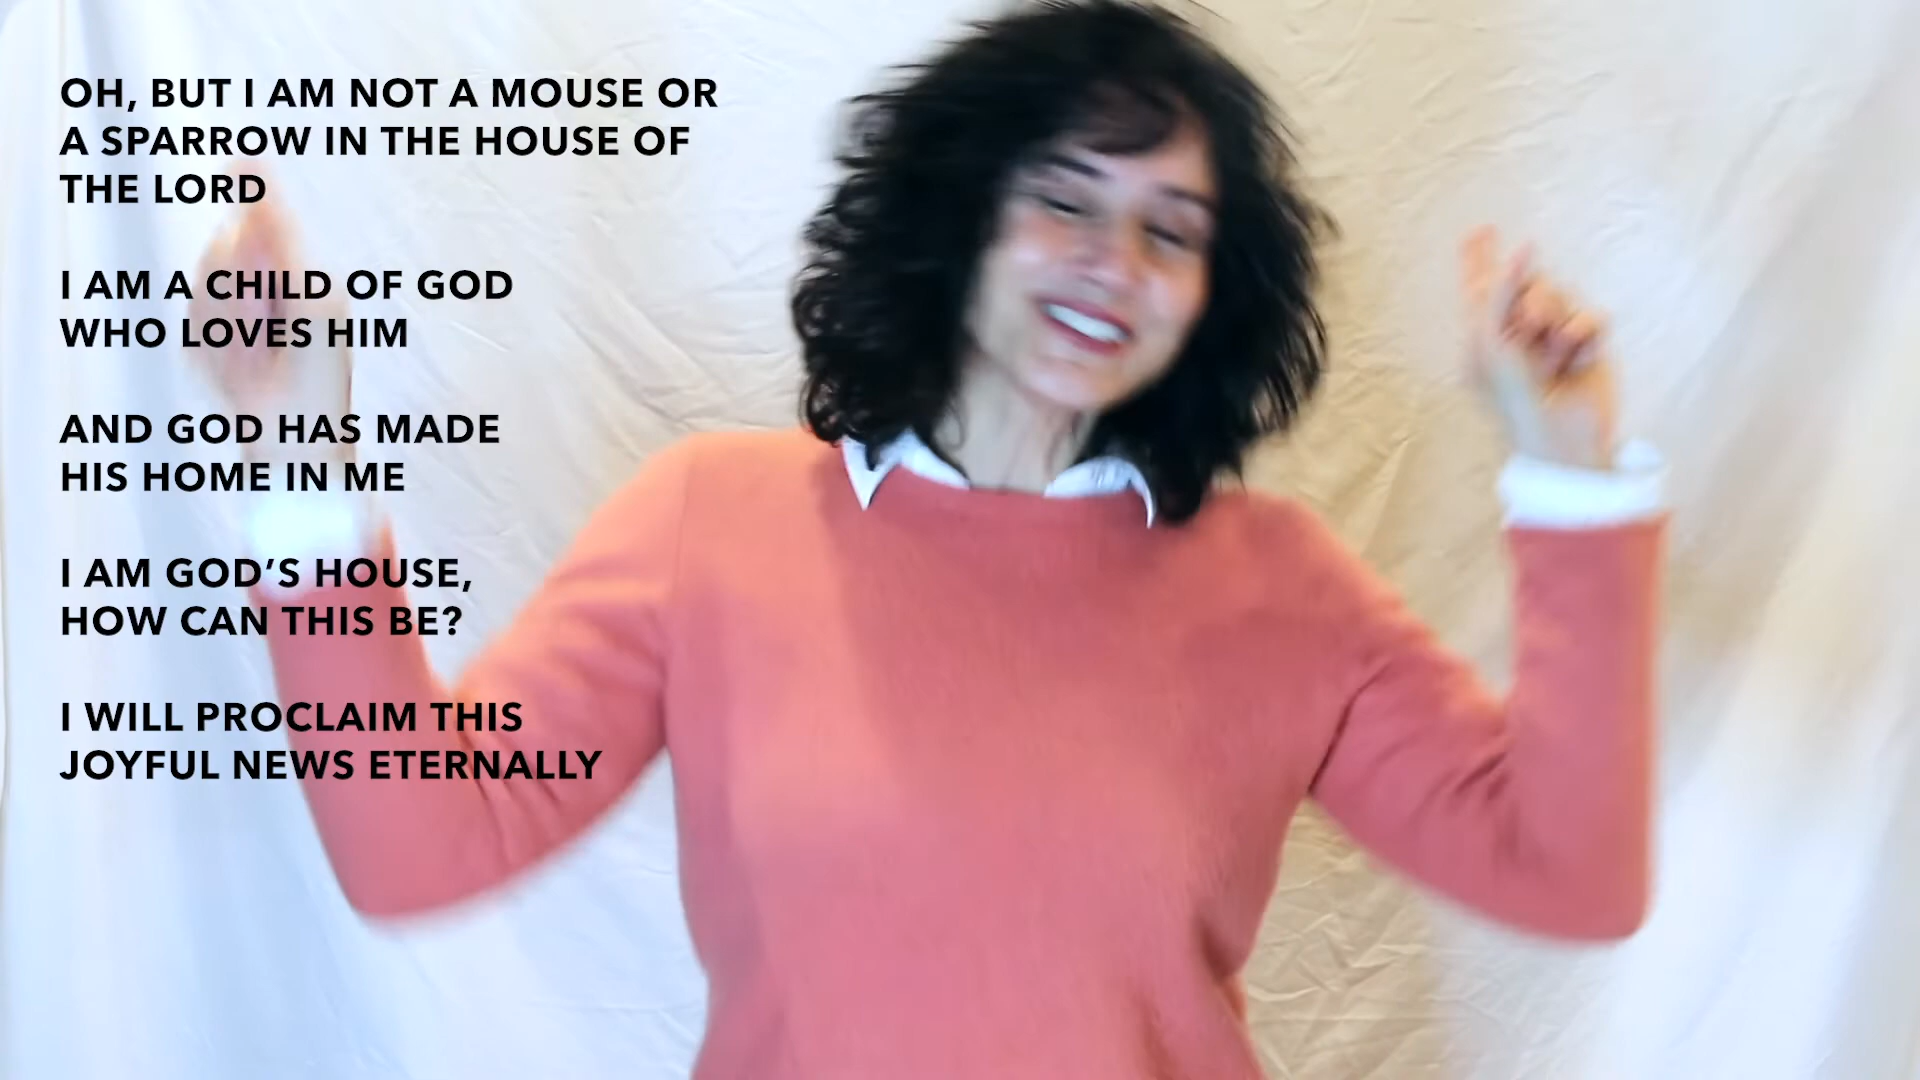 OH, BUT I AM NOT A MOUSE OR
A SPARROW IN THE HOUSE OF
THE LORD
I AM A CHILD OF GOD
WHO LOVES HIM
AND GOD HAS MADE
HIS HOME IN ME
I AM GOD’S HOUSE,
HOW CAN THIS BE?
I WILL PROCLAIM THIS
JOYFUL NEWS ETERNALLY